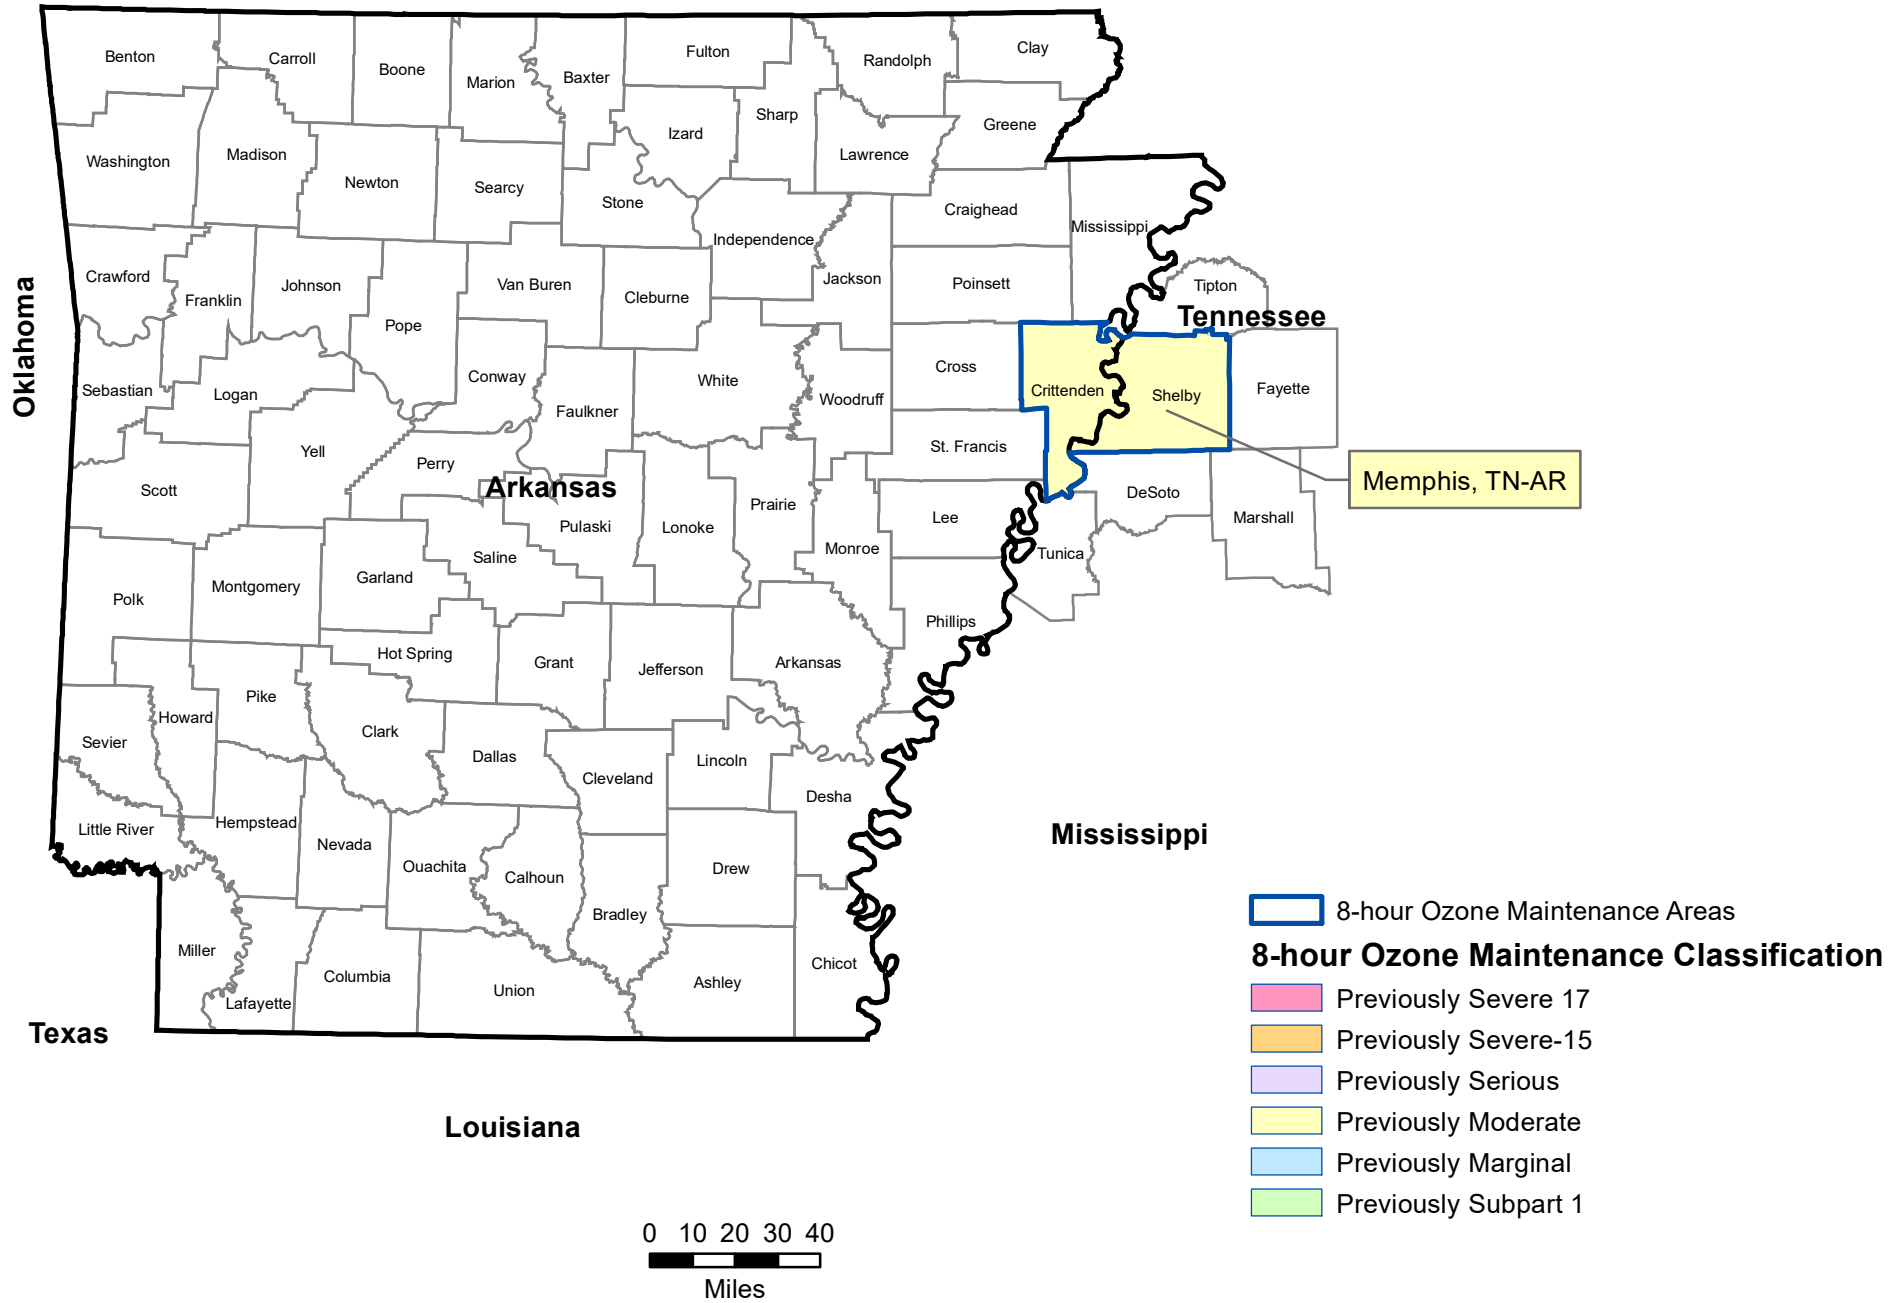 Benton
Carroll
Boone
Marion
Baxter
Fulton
Randolph
Clay
Sharp
Izard
Greene
Lawrence
Washington
Madison
Newton
Searcy
Stone
Craighead
Mississippi
Independence
Jackson
Poinsett
Tipton
Crawford
Franklin
Johnson
Van Buren
Cleburne
Pope
Oklahoma
Tennessee
Sebastian
Logan
Conway
White
Faulkner
Woodruff
Cross
Crittenden
Shelby
Fayette
St. Francis
Yell
Perry
Scott
Arkansas
Memphis, TN-AR
DeSoto
Marshall
Prairie
Lee
Pulaski
Lonoke
Monroe
Tunica
Saline
Garland
Montgomery
Polk
Phillips
Hot Spring
Grant
Jefferson
Arkansas
Pike
Howard
Clark
Sevier
Dallas
Lincoln
Cleveland
Desha
Little River
Hempstead
Nevada
Mississippi
Ouachita
Calhoun
Drew
Bradley
Miller
Lafayette
Columbia
Union
Ashley
Chicot
Texas
Louisiana
8-hour Ozone Maintenance Areas
8-hour Ozone Maintenance Classification
Previously Severe 17
Previously Severe-15
Previously Serious
Previously Moderate
Previously Marginal
Previously Subpart 1
0 10 20 30 40
Miles